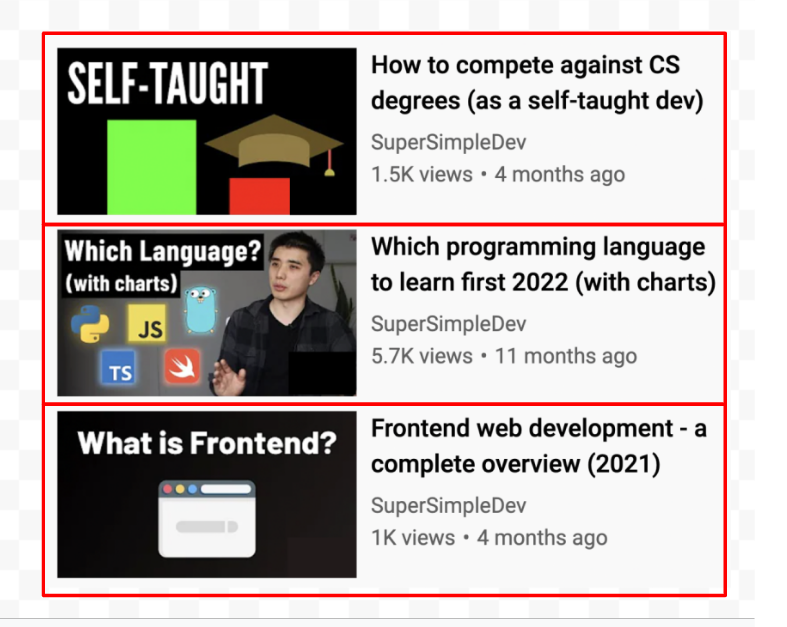 SELF-TAUGHT
How to compete against CS
degrees (as a self-taught dev)
SuperSimpleDev
1.5K views • 4 months ago
Which Language?
(with charts)
JS
TS
Which programming language
to learn first 2022 (with charts)
SuperSimpleDev
5.7K views • 11 months ago
What is Frontend?
Frontend web development - a
complete overview (2021)
SuperSimpleDev
1K views • 4 months ago